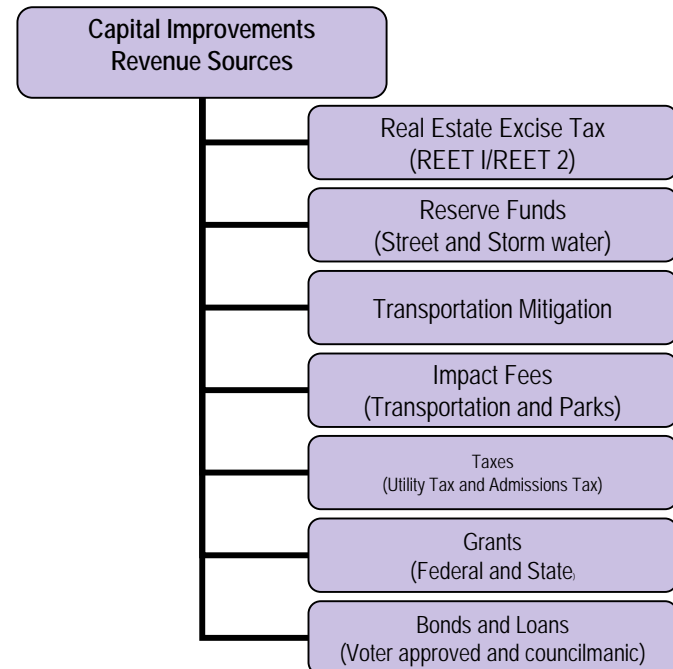 Capital Improvements
Revenue Sources
Real Estate Excise Tax
(REET I/REET 2)
Reserve Funds
(Street and Storm water)
Transportation Mitigation
Impact Fees
(Transportation and Parks)
Taxes
(Utility Tax and Admissions Tax)
Grants
(Federal and State)
Bonds and Loans
(Voter approved and councilmanic)